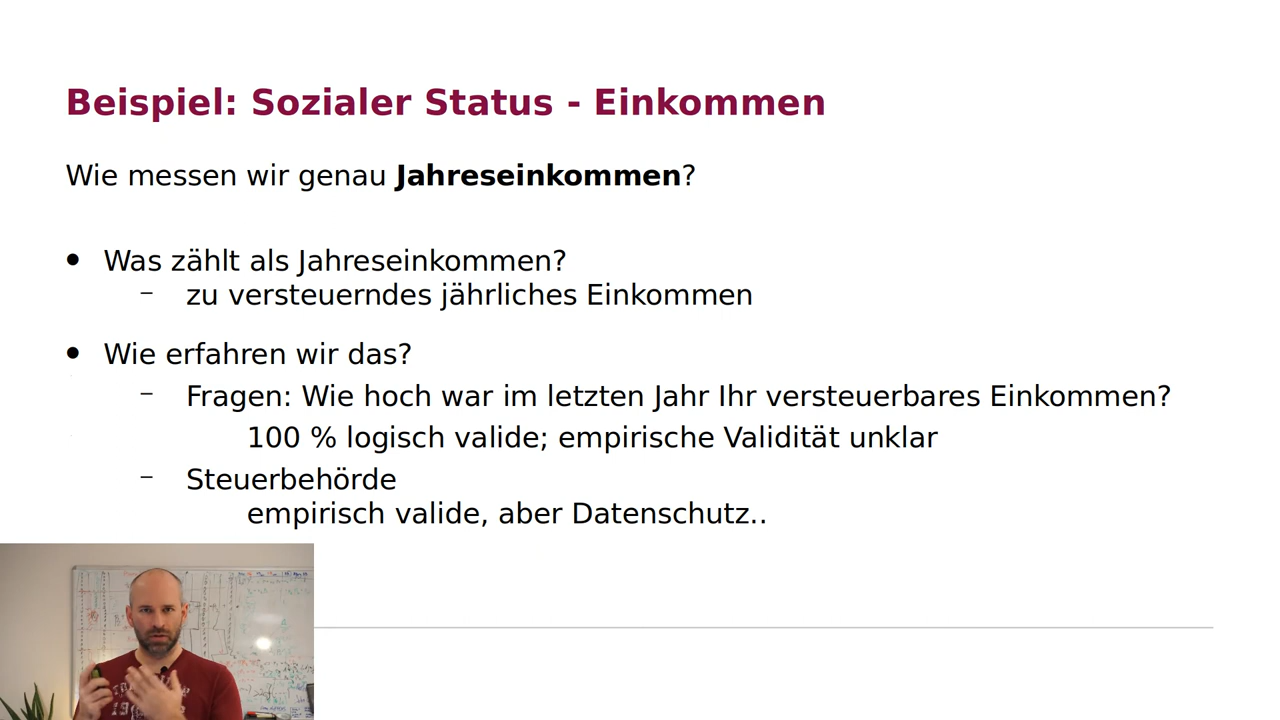 Beispiel: Sozialer Status - Einkommen
Wie messen wir genau Jahreseinkommen?
● Was zählt als Jahreseinkommen?
– zu versteuerndes jährliches Einkommen
● Wie erfahren wir das?
– Fragen: Wie hoch war im letzten Jahr Ihr versteuerbares Einkommen?
100 % logisch valide; empirische Validität unklar
– Steuerbehörde
empirisch valide, aber Datenschutz..